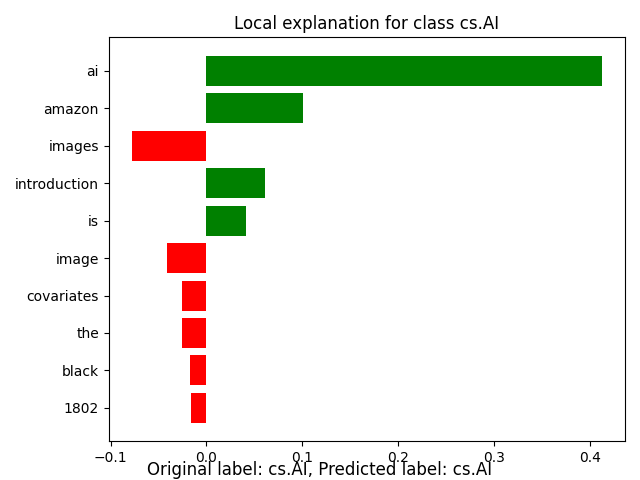 Local explanation for class cs.AI
ai
amazon
images
introduction
is
image
covariates
the
black
1802
−0.1 0.0 0.1 0.2 0.3 0.4
Original label: cs.AI, Predicted label: cs.AI